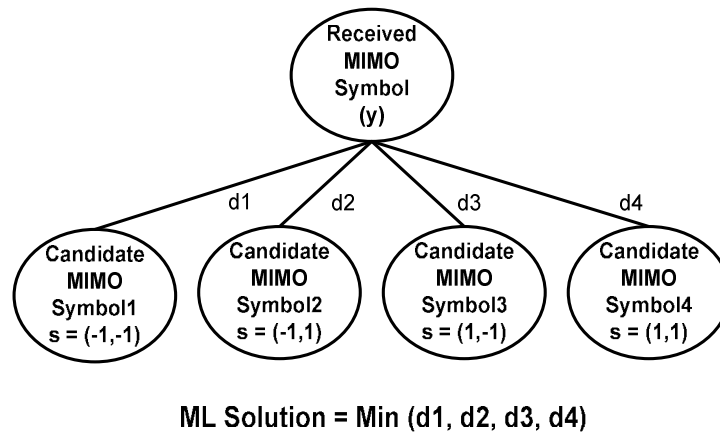 Received
MIMO
Symbol
(y)
d1
d2
d3
d4
Candidate
MIMO
Symbol1
s = (-1,-1)
Candidate
MIMO
Symbol2
s = (-1,1)
Candidate
MIMO
Symbol3
s = (1,-1)
Candidate
MIMO
Symbol4
s = (1,1)
ML Solution = Min (d1, d2, d3, d4)